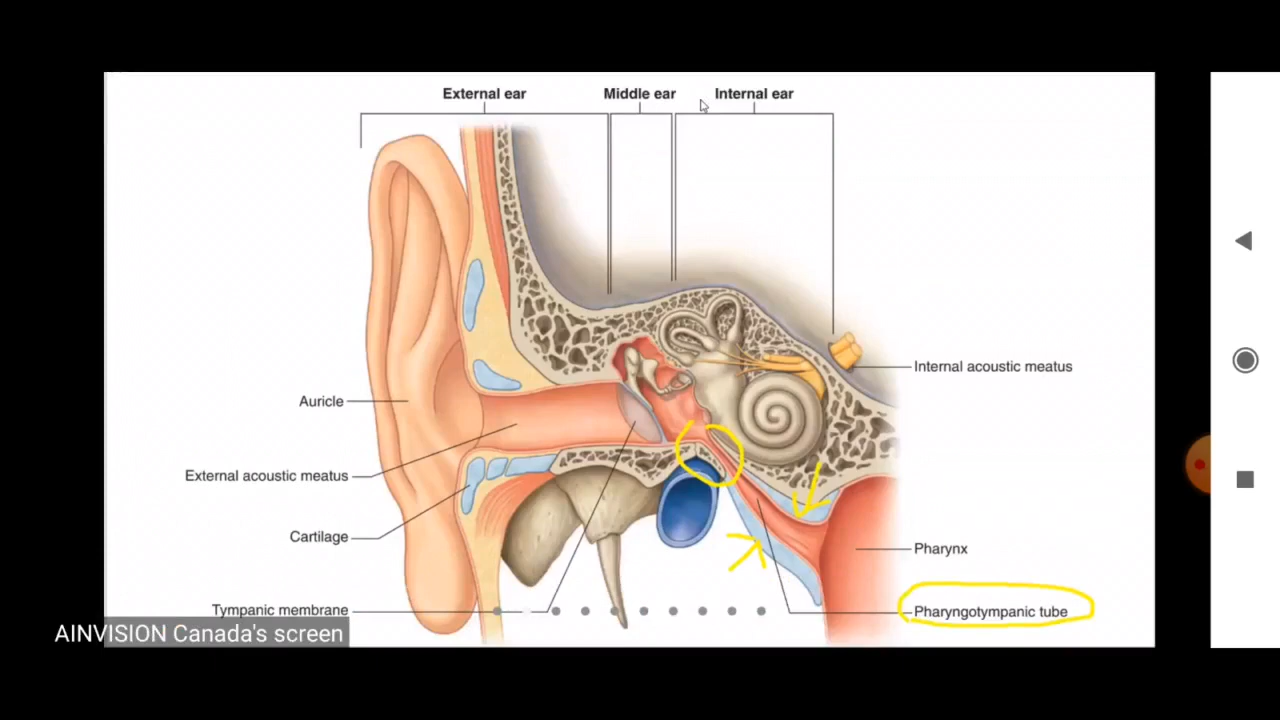 External ear
Middle ear
Internal ear
Internal acoustic meatus
Auricle
External acoustic meatus
Cartilage
Pharynx
Tympanic membrane
Pharyngotympanic tube
AINVISION Canada's screen